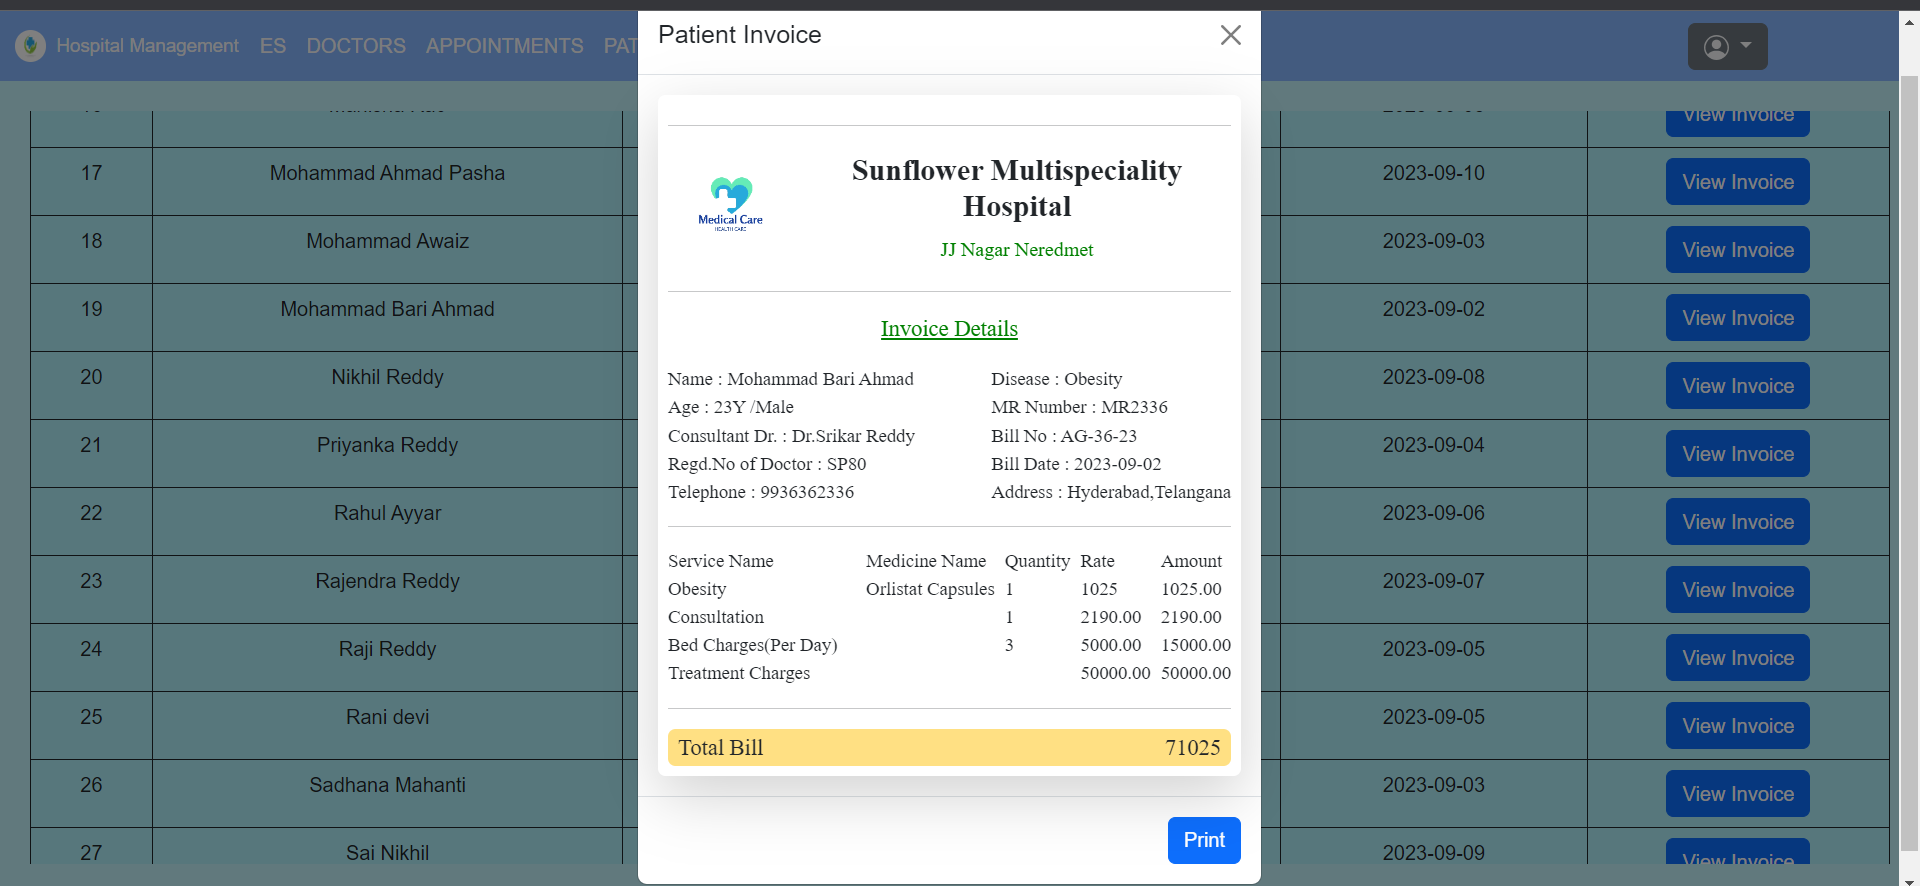 Patient Invoice
Hospital Management ES DOCTORS APPOINTMENTS PAT
View Invoice
17 Mohammad Ahmad Pasha 2023-09-10 View Invoice
18 Mohammad Awaiz 2023-09-03 View Invoice
19 Mohammad Bari Ahmad 2023-09-02 View Invoice
20 Nikhil Reddy 2023-09-08 View Invoice
21 Priyanka Reddy 2023-09-04 View Invoice
22 Rahul Ayyar 2023-09-06 View Invoice
23 Rajendra Reddy 2023-09-07 View Invoice
24 Raji Reddy 2023-09-05 View Invoice
25 Rani devi 2023-09-05 View Invoice
26 Sadhana Mahanti 2023-09-03 View Invoice
27 Sai Nikhil 2023-09-09 View Invoice
Medical Care
HEALTH CARE
Sunflower Multispeciality
Hospital
JJ Nagar Neredmet
Invoice Details
Name : Mohammad Bari Ahmad Disease : Obesity
Age : 23Y /Male MR Number : MR2336
Consultant Dr. : Dr.Srikar Reddy Bill No : AG-36-23
Regd.No of Doctor : SP80 Bill Date : 2023-09-02
Telephone : 9936362336 Address : Hyderabad,Telangana
Service Name Medicine Name Quantity Rate Amount
Obesity Orlistat Capsules 1 1025 1025.00
Consultation 1 2190.00 2190.00
Bed Charges(Per Day) 3 5000.00 15000.00
Treatment Charges 50000.00 50000.00
Total Bill 71025
Print